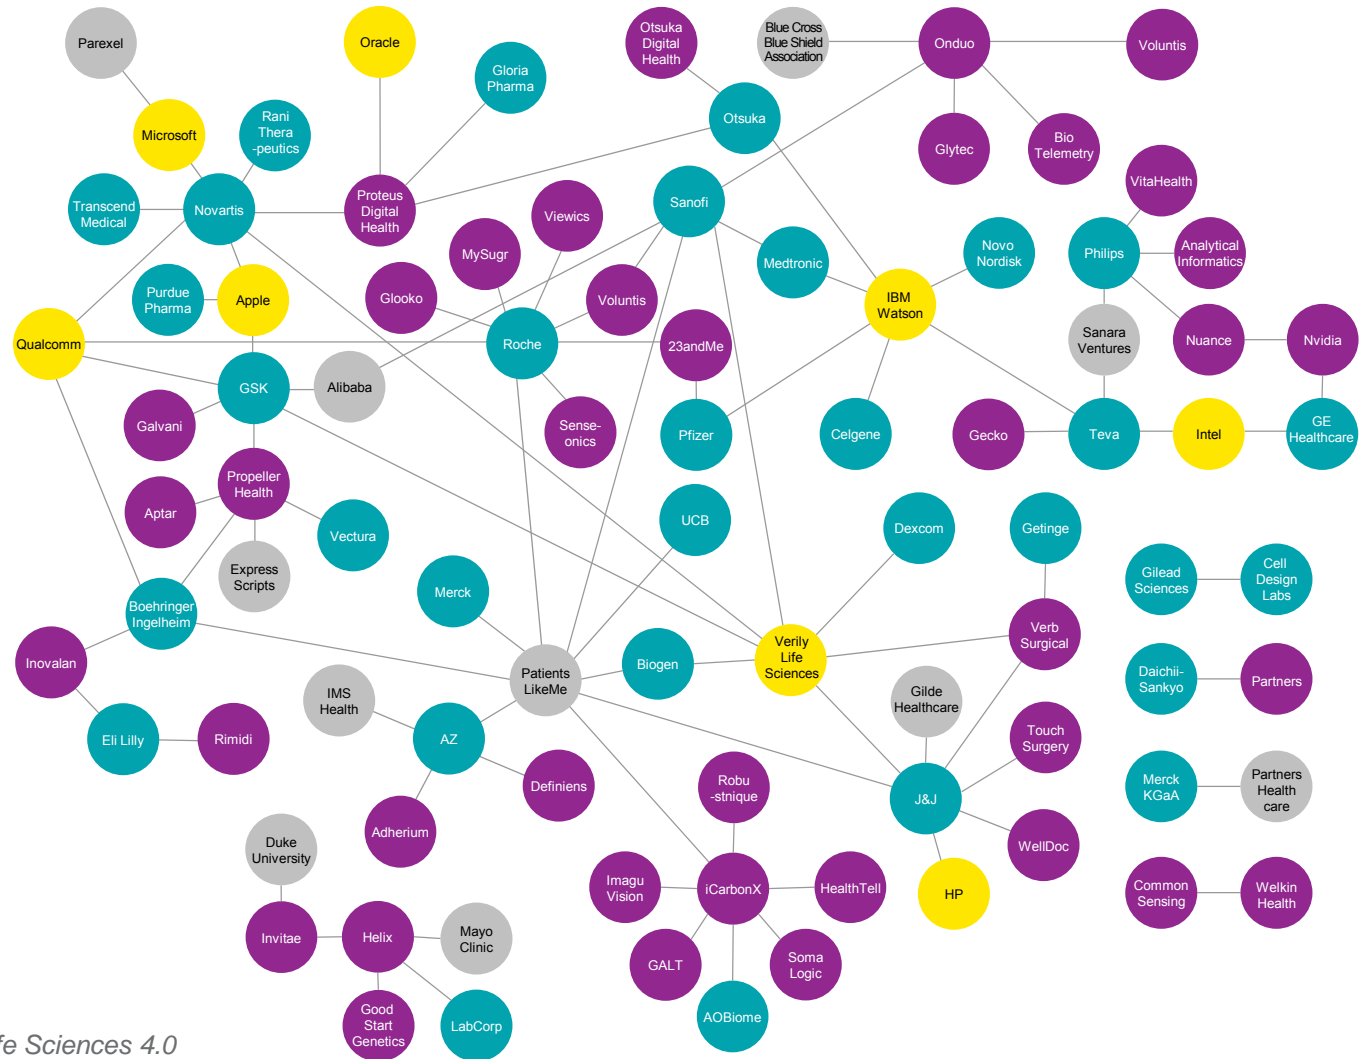 Parexel
Oracle
Gloria
Pharma
Otsuka
Digital
Health
Blue Cross
Blue Shield
Association
Onduo
Voluntis
Microsoft
Rani
Thera
-peutics
Otsuka
Glytec
Bio
Telemetry
Transcend
Medical
Novartis
Proteus
Digital
Health
Viewics
Sanofi
VitaHealth
MySugr
Medtronic
Novo
Nordisk
Philips
Analytical
Informatics
Purdue
Pharma
Apple
Glooko
Voluntis
IBM
Watson
Qualcomm
Roche
23andMe
Sanara
Ventures
Nuance
Nvidia
GSK
Alibaba
Galvani
Sense-
onics
Pfizer
Celgene
Gecko
Teva
Intel
GE
Healthcare
Propeller
Health
Aptar
Vectura
UCB
Dexcom
Getinge
Express
Scripts
Gilead
Sciences
Cell
Design
Labs
Merck
Boehringer
Ingelheim
Verb
Surgical
Inovalan
Patients
LikeMe
Biogen
Verily
Life
Sciences
Daichii-
Sankyo
Partners
IMS
Health
Gilde
Healthcare
Eli Lilly
Rimidi
AZ
Touch
Surgery
Definiens
Robu
-stnique
J&J
Merck
KGaA
Partners
Health
care
Adherium
WellDoc
Duke
University
Imagu
Vision
iCarbonX
HealthTell
HP
Common
Sensing
Welkin
Health
Invitae
Helix
Mayo
Clinic
GALT
Soma
Logic
Good
Start
Genetics
LabCorp
AOBiome
fe Sciences 4.0